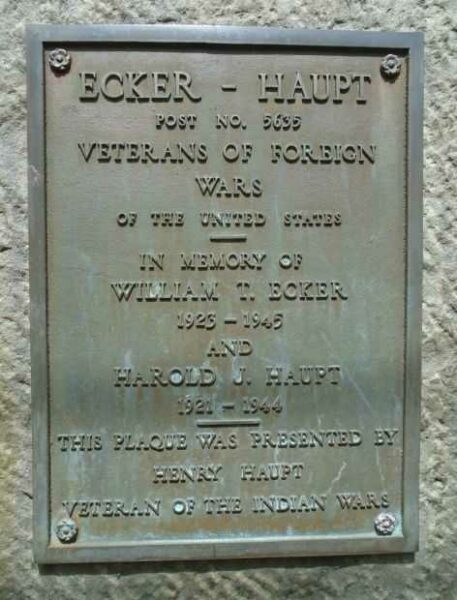 ECKER - HAUPT
POST NO. 5635
VETERANS OF FOREIGN
WARS
OF THE UNITED STATES
IN MEMORY OF
WILLIAM T. ECKER
1923 - 1945
AND
HAROLD J. HAUPT
1921 - 1944
THIS PLAQUE WAS PRESENTED BY
HENRY HAUPT
VETERAN OF THE INDIAN WARS